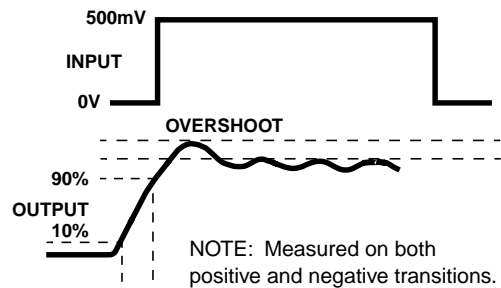 500mV
INPUT
0V
OVERSHOOT
90%
OUTPUT
10%
NOTE: Measured on both
positive and negative transitions.